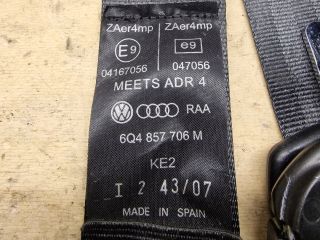 ZAer4mp ZAer4mp
E9 e9
04167056 047056
MEETS ADR 4
RAA
6Q4 857 706 M
KE2
I 2 43/07
MADE IN SPAIN